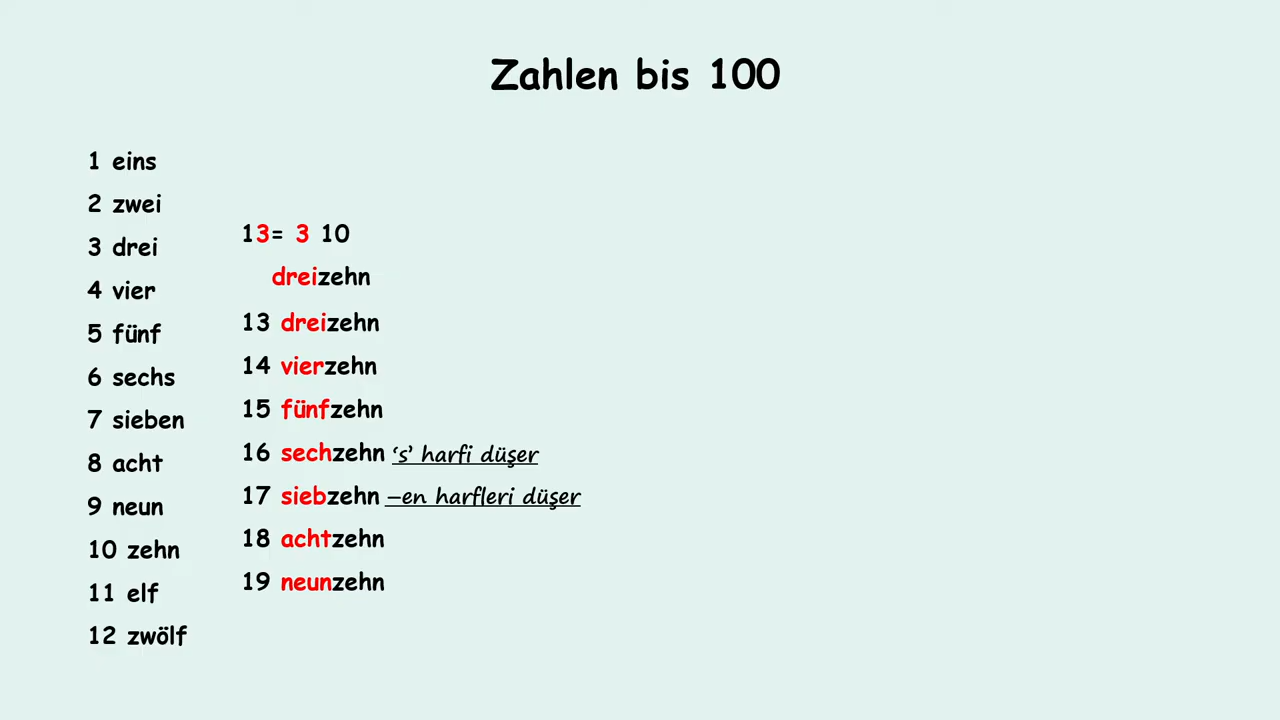 Zahlen bis 100
1 eins
2 zwei
3 drei
4 vier
5 fünf
6 sechs
7 sieben
8 acht
9 neun
10 zehn
11 elf
12 zwölf
13= 3 10
dreizehn
13 dreizehn
14 vierzehn
15 fünfzehn
16 sechzehn ‘s’ harfi düşer
17 siebzehn –en harfleri düşer
18 achtzehn
19 neunzehn